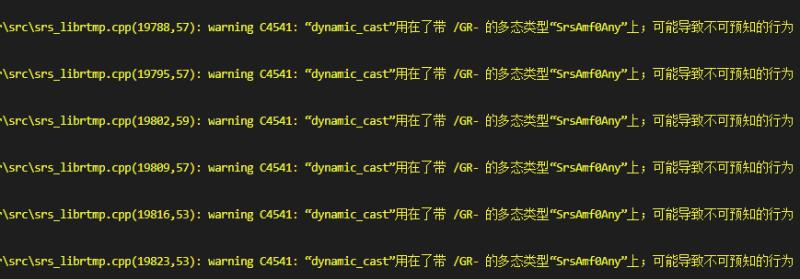 r\src\srs_librtmp.cpp(19788,57): warning C4541: “dynamic_cast”用在了带 /GR- 的多态类型“SrsAmf0Any”上；可能导致不可预知的行为
r\src\srs_librtmp.cpp(19795,57): warning C4541: “dynamic_cast”用在了带 /GR- 的多态类型“SrsAmf0Any”上；可能导致不可预知的行为
r\src\srs_librtmp.cpp(19802,59): warning C4541: “dynamic_cast”用在了带 /GR- 的多态类型“SrsAmf0Any”上；可能导致不可预知的行为
r\src\srs_librtmp.cpp(19809,57): warning C4541: “dynamic_cast”用在了带 /GR- 的多态类型“SrsAmf0Any”上；可能导致不可预知的行为
r\src\srs_librtmp.cpp(19816,53): warning C4541: “dynamic_cast”用在了带 /GR- 的多态类型“SrsAmf0Any”上；可能导致不可预知的行为
r\src\srs_librtmp.cpp(19823,53): warning C4541: “dynamic_cast”用在了带 /GR- 的多态类型“SrsAmf0Any”上；可能导致不可预知的行为